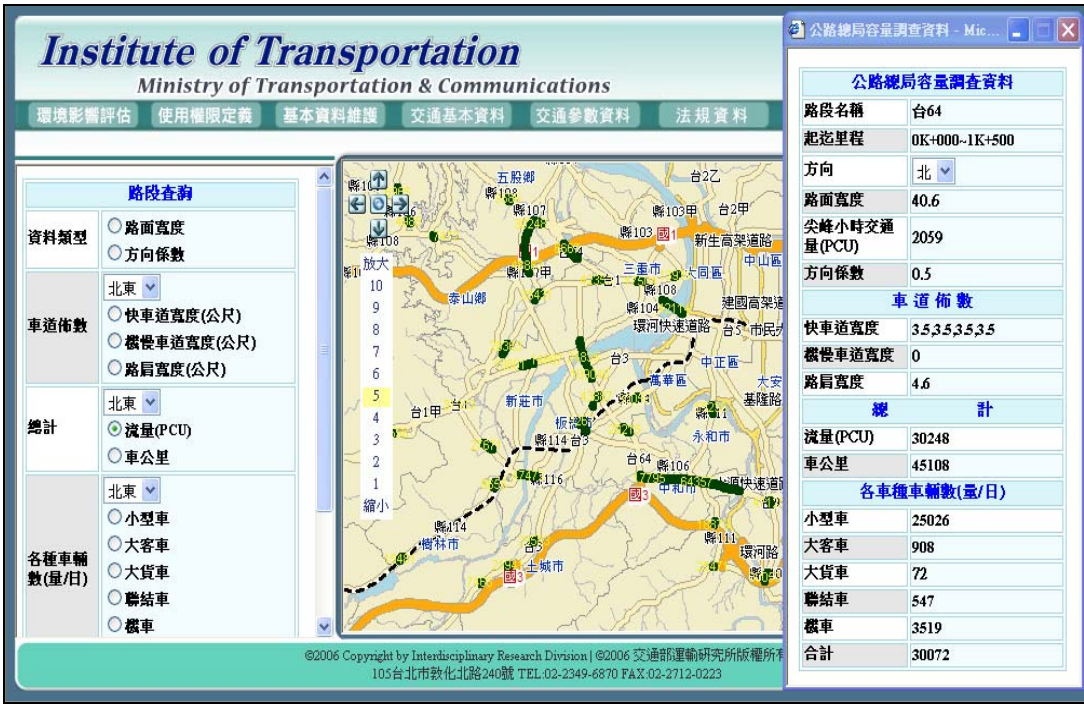 Institute of Transportation
Ministry of Transportation & Communications
環境影響評估 使用權限定義 基本資料維護 交通基本資料 交通參數資料 法規資料
路段查詢
資料類型
路面寬度
方向係數
車道佈數
北東
快車道寬度(公尺)
機慢車道寬度(公尺)
路肩寬度(公尺)
總計
北東
流量(PCU)
車公里
各種車輛數(量/日)
北東
小型車
大客車
大貨車
聯結車
機車
放大
10
9
8
7
6
5
4
3
2
1
縮小
五股鄉
台2乙
縣108
縣107
縣103甲
台2甲
縣108
縣103
國1
新生高架道路
中山區
三重市
大同區
泰山鄉
縣108
縣104
建國高架道
環河快速道路
台5
台3
中正區
萬華區
大安
基隆路
台1甲
新莊市
板橋
縣114
台3
永和市
台64
縣106
縣116
國3
中和市
縣114
樹林市
縣111
環河路
土城市
國3
公路總局容量調查資料 - Mic...
公路總局容量調查資料
路段名稱 台64
起迄里程 0K+000~1K+500
方向 北
路面寬度 40.6
尖峰小時交通量(PCU) 2059
方向係數 0.5
車道佈數
快車道寬度 3.5,3.5,3.5,3.5
機慢車道寬度 0
路肩寬度 4.6
總 計
流量(PCU) 30248
車公里 45108
各車種車輛數(量/日)
小型車 25026
大客車 908
大貨車 72
聯結車 547
機車 3519
合計 30072
©2006 Copyright by Interdisciplinary Research Division | ©2006 交通部運輸研究所版權所有
105台北市敦化北路240號 TEL:02-2349-6870 FAX:02-2712-0223